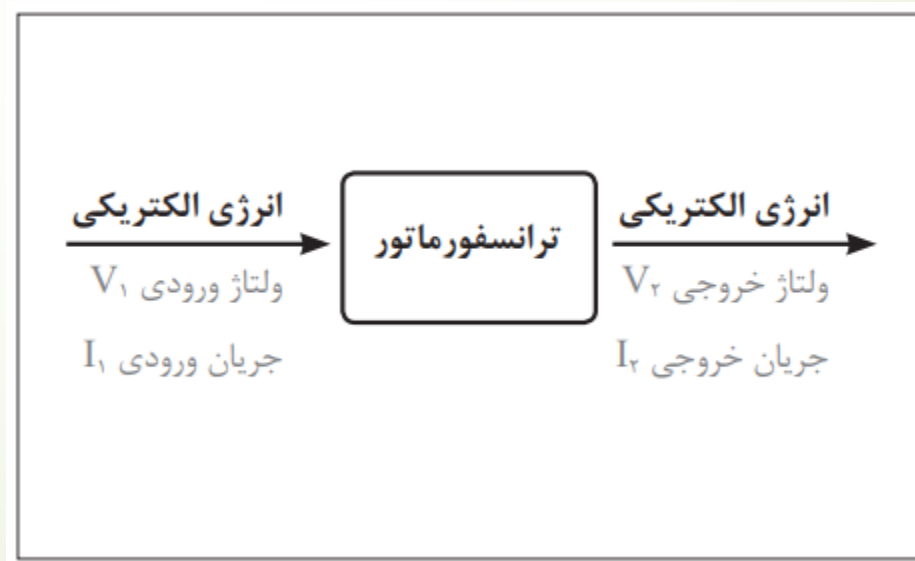 انرژی الکتریکی
ولتاژ خروجی V۲
جریان خروجی I۲
ترانسفورماتور
انرژی الکتریکی
ولتاژ ورودی V۱
جریان ورودی I۱